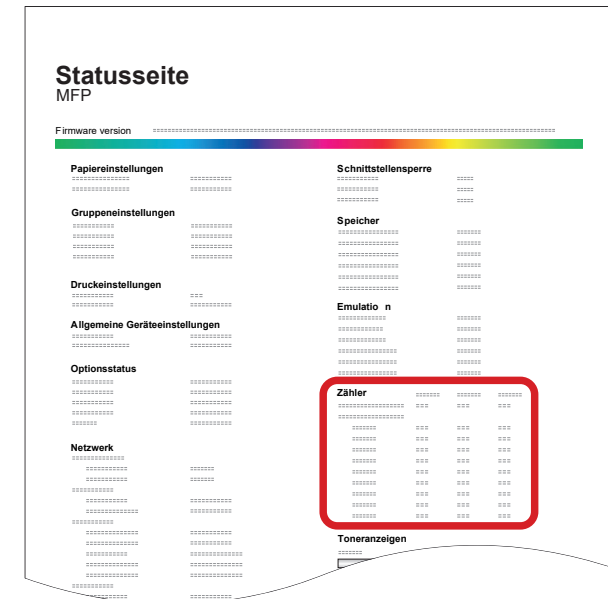 Statusseite
MFP
Firmware version
Papiereinstellungen
Gruppeneinstellungen
Druckeinstellungen
Allgemeine Geräteeinstellungen
Optionsstatus
Netzwerk
Schnittstellensperre
Speicher
Emulatio n
Zähler
Toneranzeigen